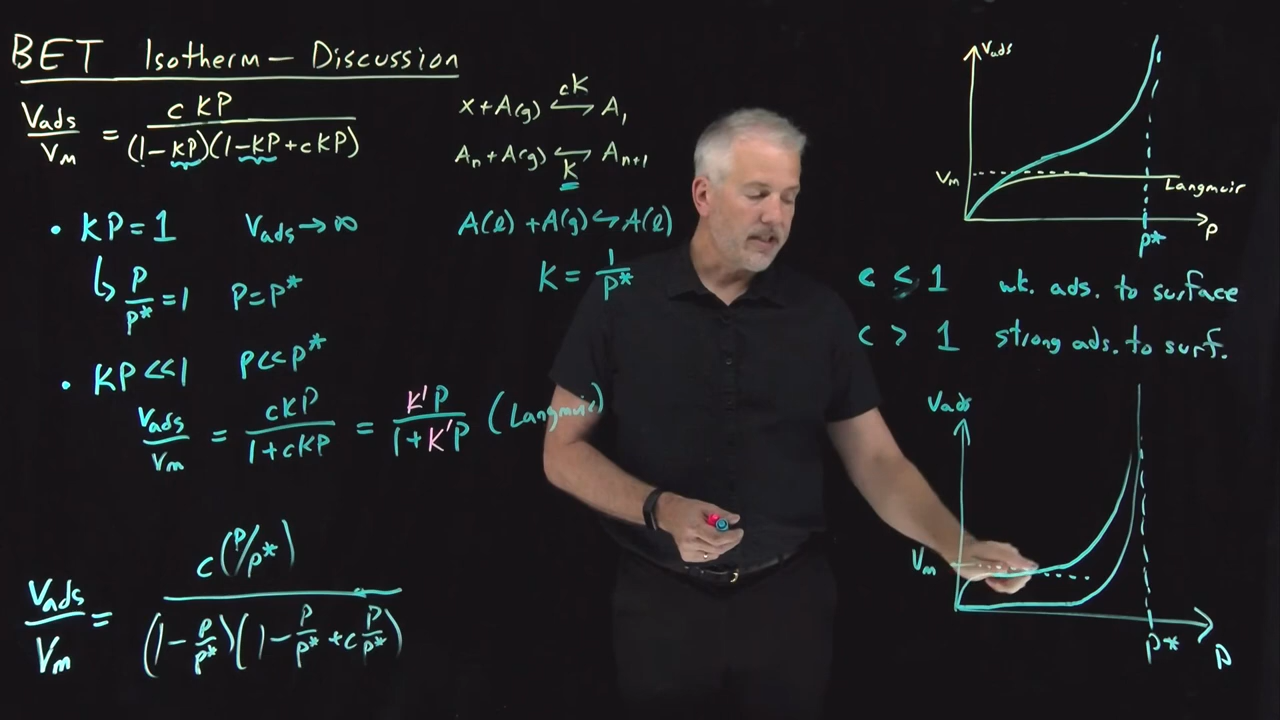 BET Isotherm – Discussion
Vads/Vm = cKP / (1-KP)(1-KP+cKP)
x + A(g) ⇌ A₁
cK
Aₙ + A(g) ⇌ Aₙ₊₁
K
• KP = 1 Vads → ∞
A(l) + A(g) ⇌ A(l)
↳ P/P* = 1 P = P*
K = 1/P*
• KP << 1 P << P*
Vads/Vm = cKP / 1+cKP = K'P / 1+K'P (Langmuir)
Vads/Vm = c(P/P*) / (1-P/P*)(1-P/P*+cP/P*)
Vads
Vm
Langmuir
P* P
c < 1 wk. ads. to surface
c > 1 strong ads. to surf.
Vads
Vm
P* P